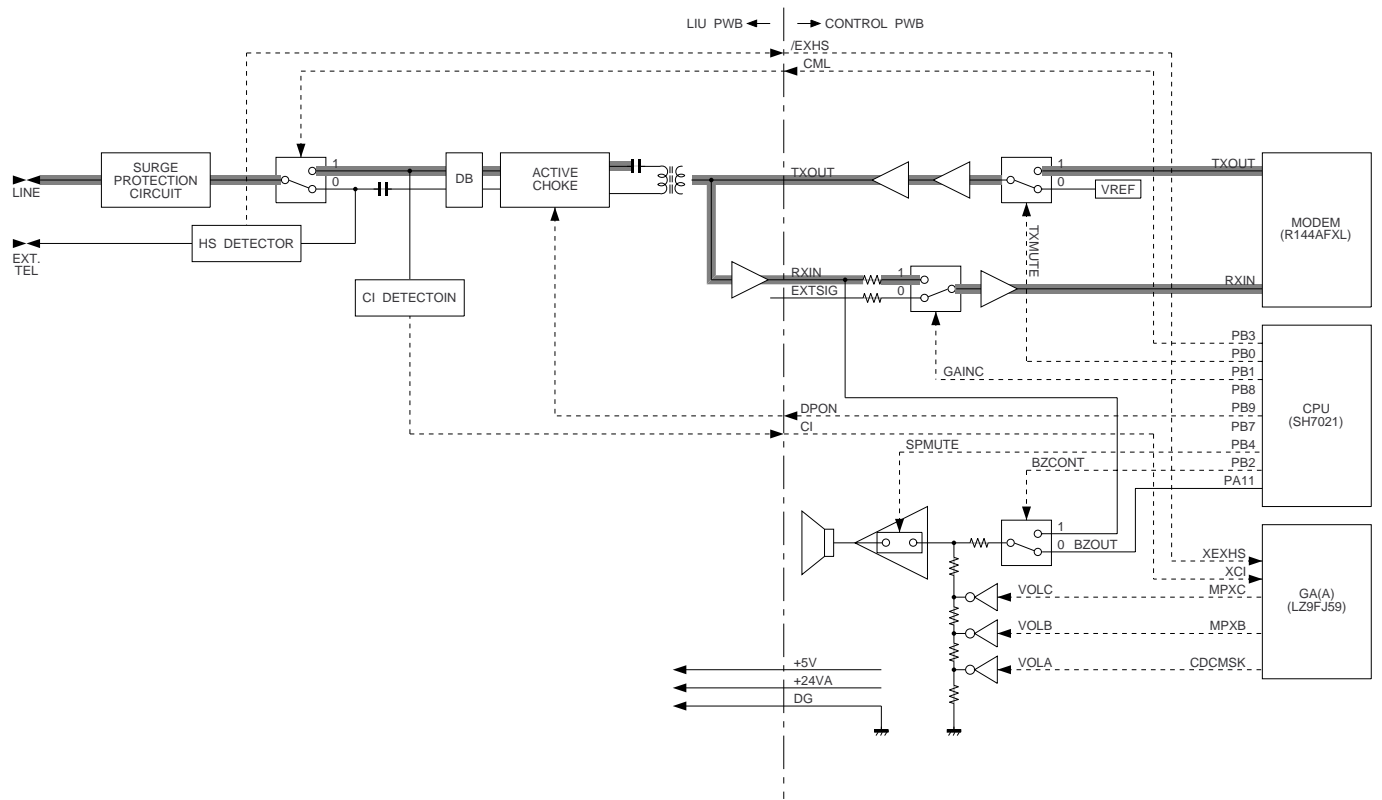 LIU PWB
CONTROL PWB
/EXHS
CML
SURGE
PROTECTION
CIRCUIT
1
0
DB
ACTIVE
CHOKE
TXOUT
1
0
VREF
TXOUT
MODEM
(R144AFXL)
LINE
HS DETECTOR
EXT.
TEL
TXMUTE
RXIN
1
EXTSIG
0
RXIN
CI DETECTOIN
GAINC
PB3
PB0
PB1
PB8
PB9
PB7
PB4
PB2
PA11
CPU
(SH7021)
DPON
CI
SPMUTE
BZCONT
1
0
BZOUT
XEXHS
XCI
MPXC
MPXB
CDCMSK
GA(A)
(LZ9FJ59)
VOLC
VOLB
VOLA
+5V
+24VA
DG